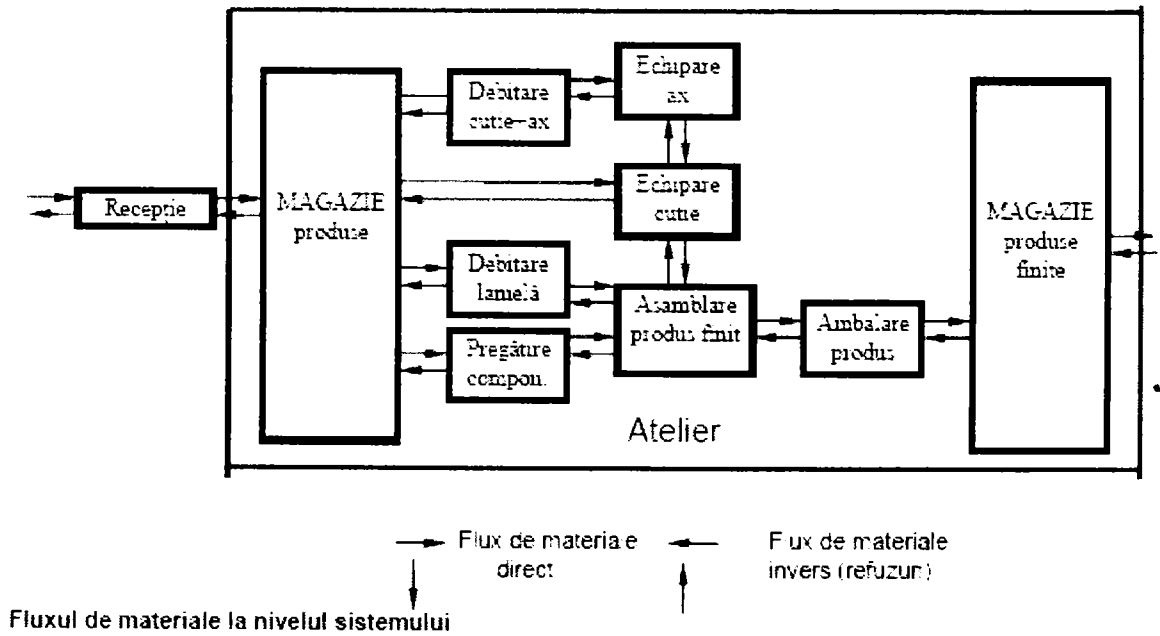 Echipare
ax
Debitare
cutie-ax
MAGAZIE
produse
Echipare
cutie
Recepţie
MAGAZIE
produse
finite
Debitare
lamelă
Asamblare
produs finit
Ambalare
produs
Pregătire
compon.
Atelier
Flux de materiale
direct
Flux de materiale
invers (refuzuri)
Fluxul de materiale la nivelul sistemului